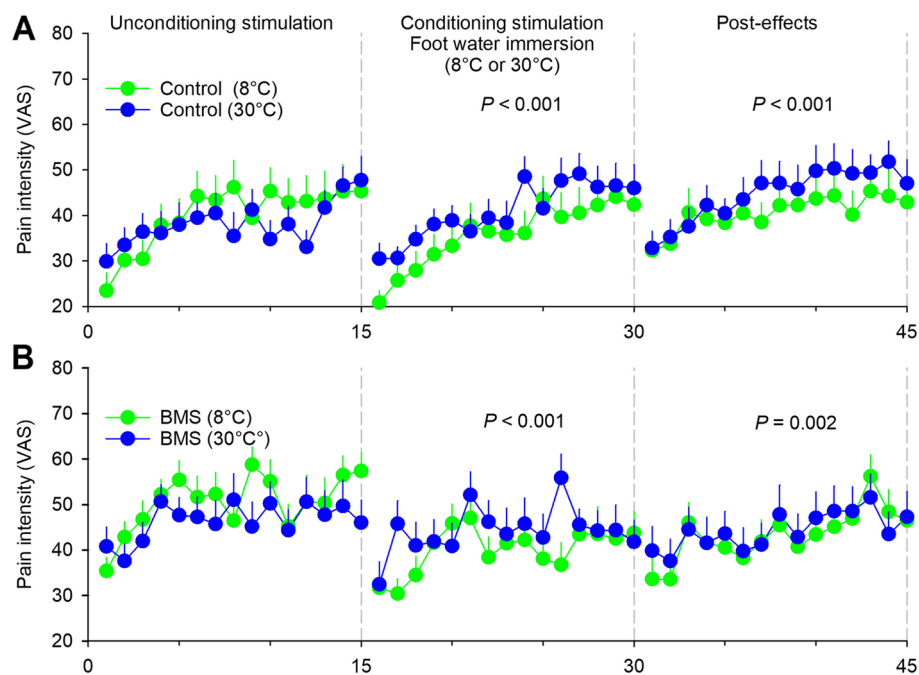 A
Unconditioning stimulation
Conditioning stimulation
Foot water immersion
(8°C or 30°C)
Post-effects
80
70
60
50
40
30
20
Pain intensity (VAS)
Control (8°C)
Control (30°C)
P < 0.001
P < 0.001
0
15
30
45
B
80
70
60
50
40
30
20
Pain intensity (VAS)
BMS (8°C)
BMS (30°C°)
P < 0.001
P = 0.002
0
15
30
45